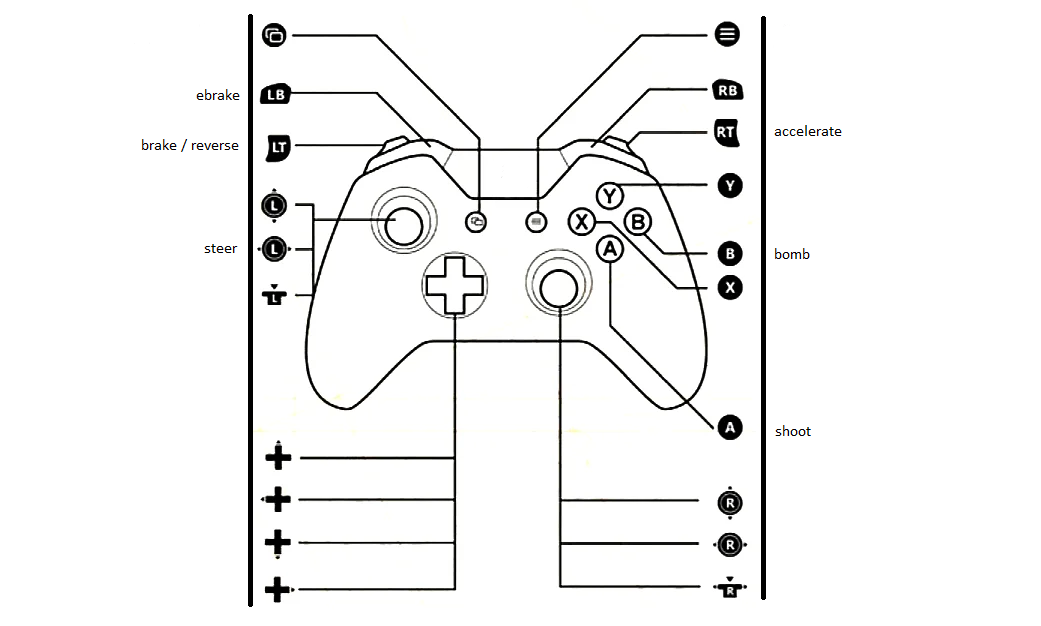 LB
ebrake
LT
brake / reverse
L
L
steer
L
RB
RT
accelerate
Y
Y
X
B
A
B
bomb
X
A
shoot
R
R
R